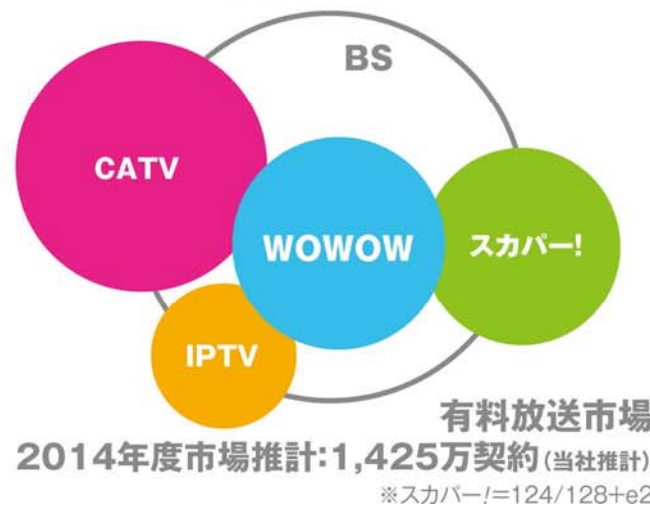 BS
CATV
WOWOW
スカパー!
IPTV
有料放送市場
2014年度市場推計:1,425万契約(当社推計)
※スカパー!=124/128+e2